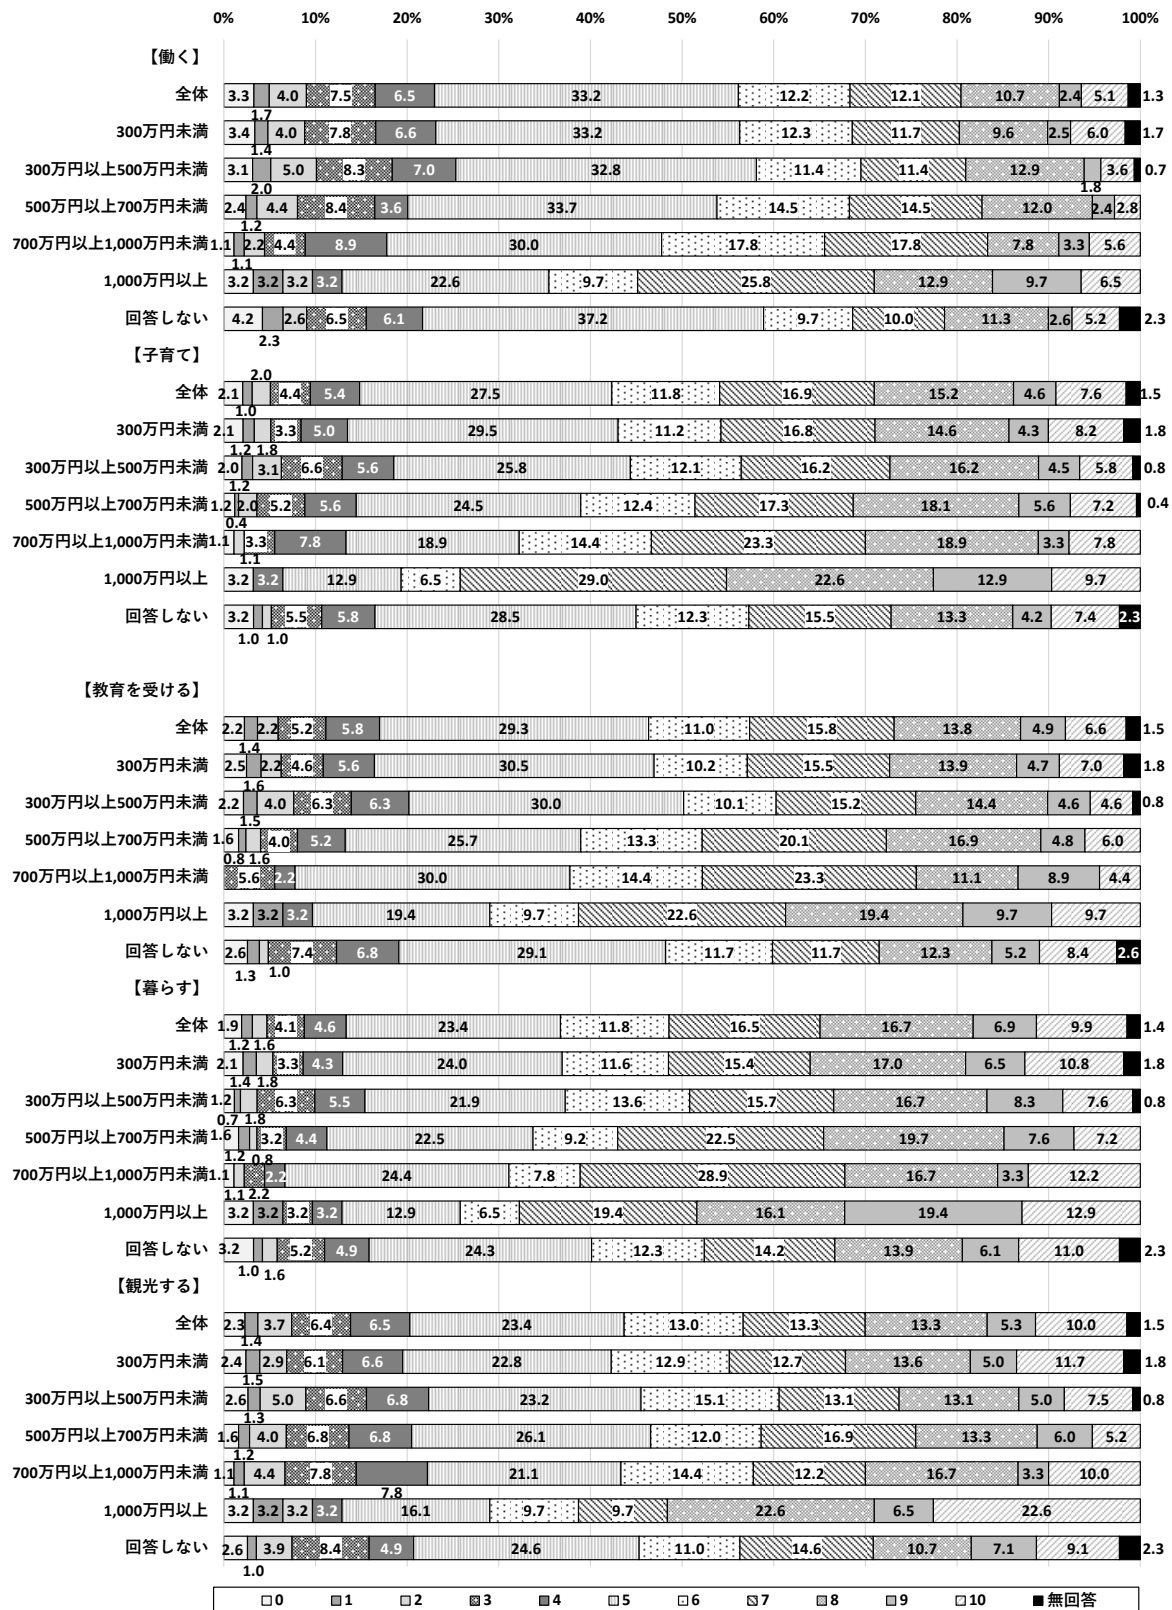 0% 10% 20% 30% 40% 50% 60% 70% 80% 90% 100%
【働く】
全体 3.3 1.7 4.0 7.5 6.5 33.2 12.2 12.1 10.7 2.4 5.1 1.3
300万円未満 3.4 1.4 4.0 7.8 6.6 33.2 12.3 11.7 9.6 2.5 6.0 1.7
300万円以上500万円未満 3.1 2.0 5.0 8.3 7.0 32.8 11.4 11.4 12.9 1.8 3.6 0.7
500万円以上700万円未満 2.4 1.2 4.4 8.4 3.6 33.7 14.5 14.5 12.0 2.4 2.8
700万円以上1,000万円未満 1.1 1.1 2.2 4.4 8.9 30.0 17.8 17.8 7.8 3.3 5.6
1,000万円以上 3.2 3.2 3.2 3.2 22.6 9.7 25.8 12.9 9.7 6.5
回答しない 4.2 2.3 2.6 6.5 6.1 37.2 9.7 10.0 11.3 2.6 5.2 2.3
【子育て】
全体 2.1 1.0 2.0 4.4 5.4 27.5 11.8 16.9 15.2 4.6 7.6 1.5
300万円未満 2.1 1.2 1.8 3.3 5.0 29.5 11.2 16.8 14.6 4.3 8.2 1.8
300万円以上500万円未満 2.0 1.2 3.1 6.6 5.6 25.8 12.1 16.2 16.2 4.5 5.8 0.8
500万円以上700万円未満 1.2 0.4 2.0 5.2 5.6 24.5 12.4 17.3 18.1 5.6 7.2 0.4
700万円以上1,000万円未満 1.1 1.1 3.3 7.8 18.9 14.4 23.3 18.9 3.3 7.8
1,000万円以上 3.2 3.2 12.9 6.5 29.0 22.6 12.9 9.7
回答しない 3.2 1.0 1.0 5.5 5.8 28.5 12.3 15.5 13.3 4.2 7.4 2.3
【教育を受ける】
全体 2.2 1.4 2.2 5.2 5.8 29.3 11.0 15.8 13.8 4.9 6.6 1.5
300万円未満 2.5 1.6 2.2 4.6 5.6 30.5 10.2 15.5 13.9 4.7 7.0 1.8
300万円以上500万円未満 2.2 1.5 4.0 6.3 6.3 30.0 10.1 15.2 14.4 4.6 4.6 0.8
500万円以上700万円未満 1.6 0.8 1.6 4.0 5.2 25.7 13.3 20.1 16.9 4.8 6.0
700万円以上1,000万円未満 5.6 2.2 30.0 14.4 23.3 11.1 8.9 4.4
1,000万円以上 3.2 3.2 3.2 19.4 9.7 22.6 19.4 9.7 9.7
回答しない 2.6 1.3 1.0 7.4 6.8 29.1 11.7 11.7 12.3 5.2 8.4 2.6
【暮らす】
全体 1.9 1.2 1.6 4.1 4.6 23.4 11.8 16.5 16.7 6.9 9.9 1.4
300万円未満 2.1 1.4 1.8 3.3 4.3 24.0 11.6 15.4 17.0 6.5 10.8 1.8
300万円以上500万円未満 1.2 0.7 1.8 6.3 5.5 21.9 13.6 15.7 16.7 8.3 7.6 0.8
500万円以上700万円未満 1.6 1.2 0.8 3.2 4.4 22.5 9.2 22.5 19.7 7.6 7.2
700万円以上1,000万円未満 1.1 1.1 2.2 2.2 24.4 7.8 28.9 16.7 3.3 12.2
1,000万円以上 3.2 3.2 3.2 3.2 12.9 6.5 19.4 16.1 19.4 12.9
回答しない 3.2 1.0 1.6 5.2 4.9 24.3 12.3 14.2 13.9 6.1 11.0 2.3
【観光する】
全体 2.3 1.4 3.7 6.4 6.5 23.4 13.0 13.3 13.3 5.3 10.0 1.5
300万円未満 2.4 1.5 2.9 6.1 6.6 22.8 12.9 12.7 13.6 5.0 11.7 1.8
300万円以上500万円未満 2.6 1.3 5.0 6.6 6.8 23.2 15.1 13.1 13.1 5.0 7.5 0.8
500万円以上700万円未満 1.6 1.2 4.0 6.8 6.8 26.1 12.0 16.9 13.3 6.0 5.2
700万円以上1,000万円未満 1.1 1.1 4.4 7.8 7.8 21.1 14.4 12.2 16.7 3.3 10.0
1,000万円以上 3.2 3.2 3.2 3.2 16.1 9.7 9.7 22.6 6.5 22.6
回答しない 2.6 1.0 3.9 8.4 4.9 24.6 11.0 14.6 10.7 7.1 9.1 2.3
0 1 2 3 4 5 6 7 8 9 10 無回答